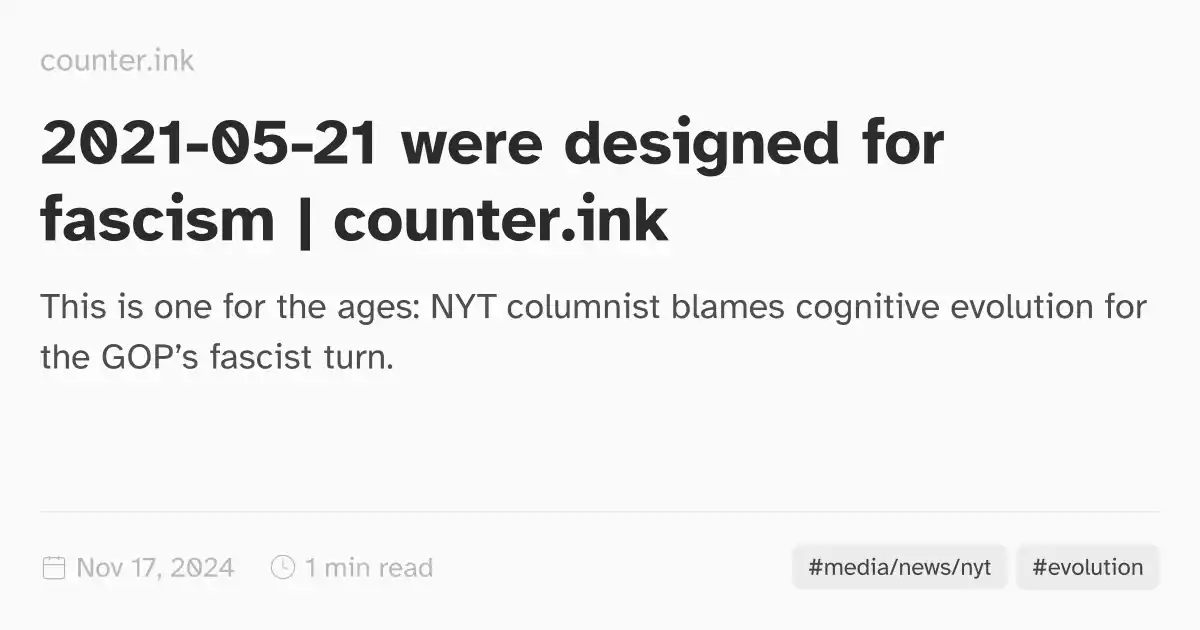 counter.ink
2021-05-21 were designed for
fascism | counter.ink
This is one for the ages: NYT columnist blames cognitive evolution for
the GOP’s fascist turn.
Nov 17, 2024 1 min read #media/news/nyt #evolution